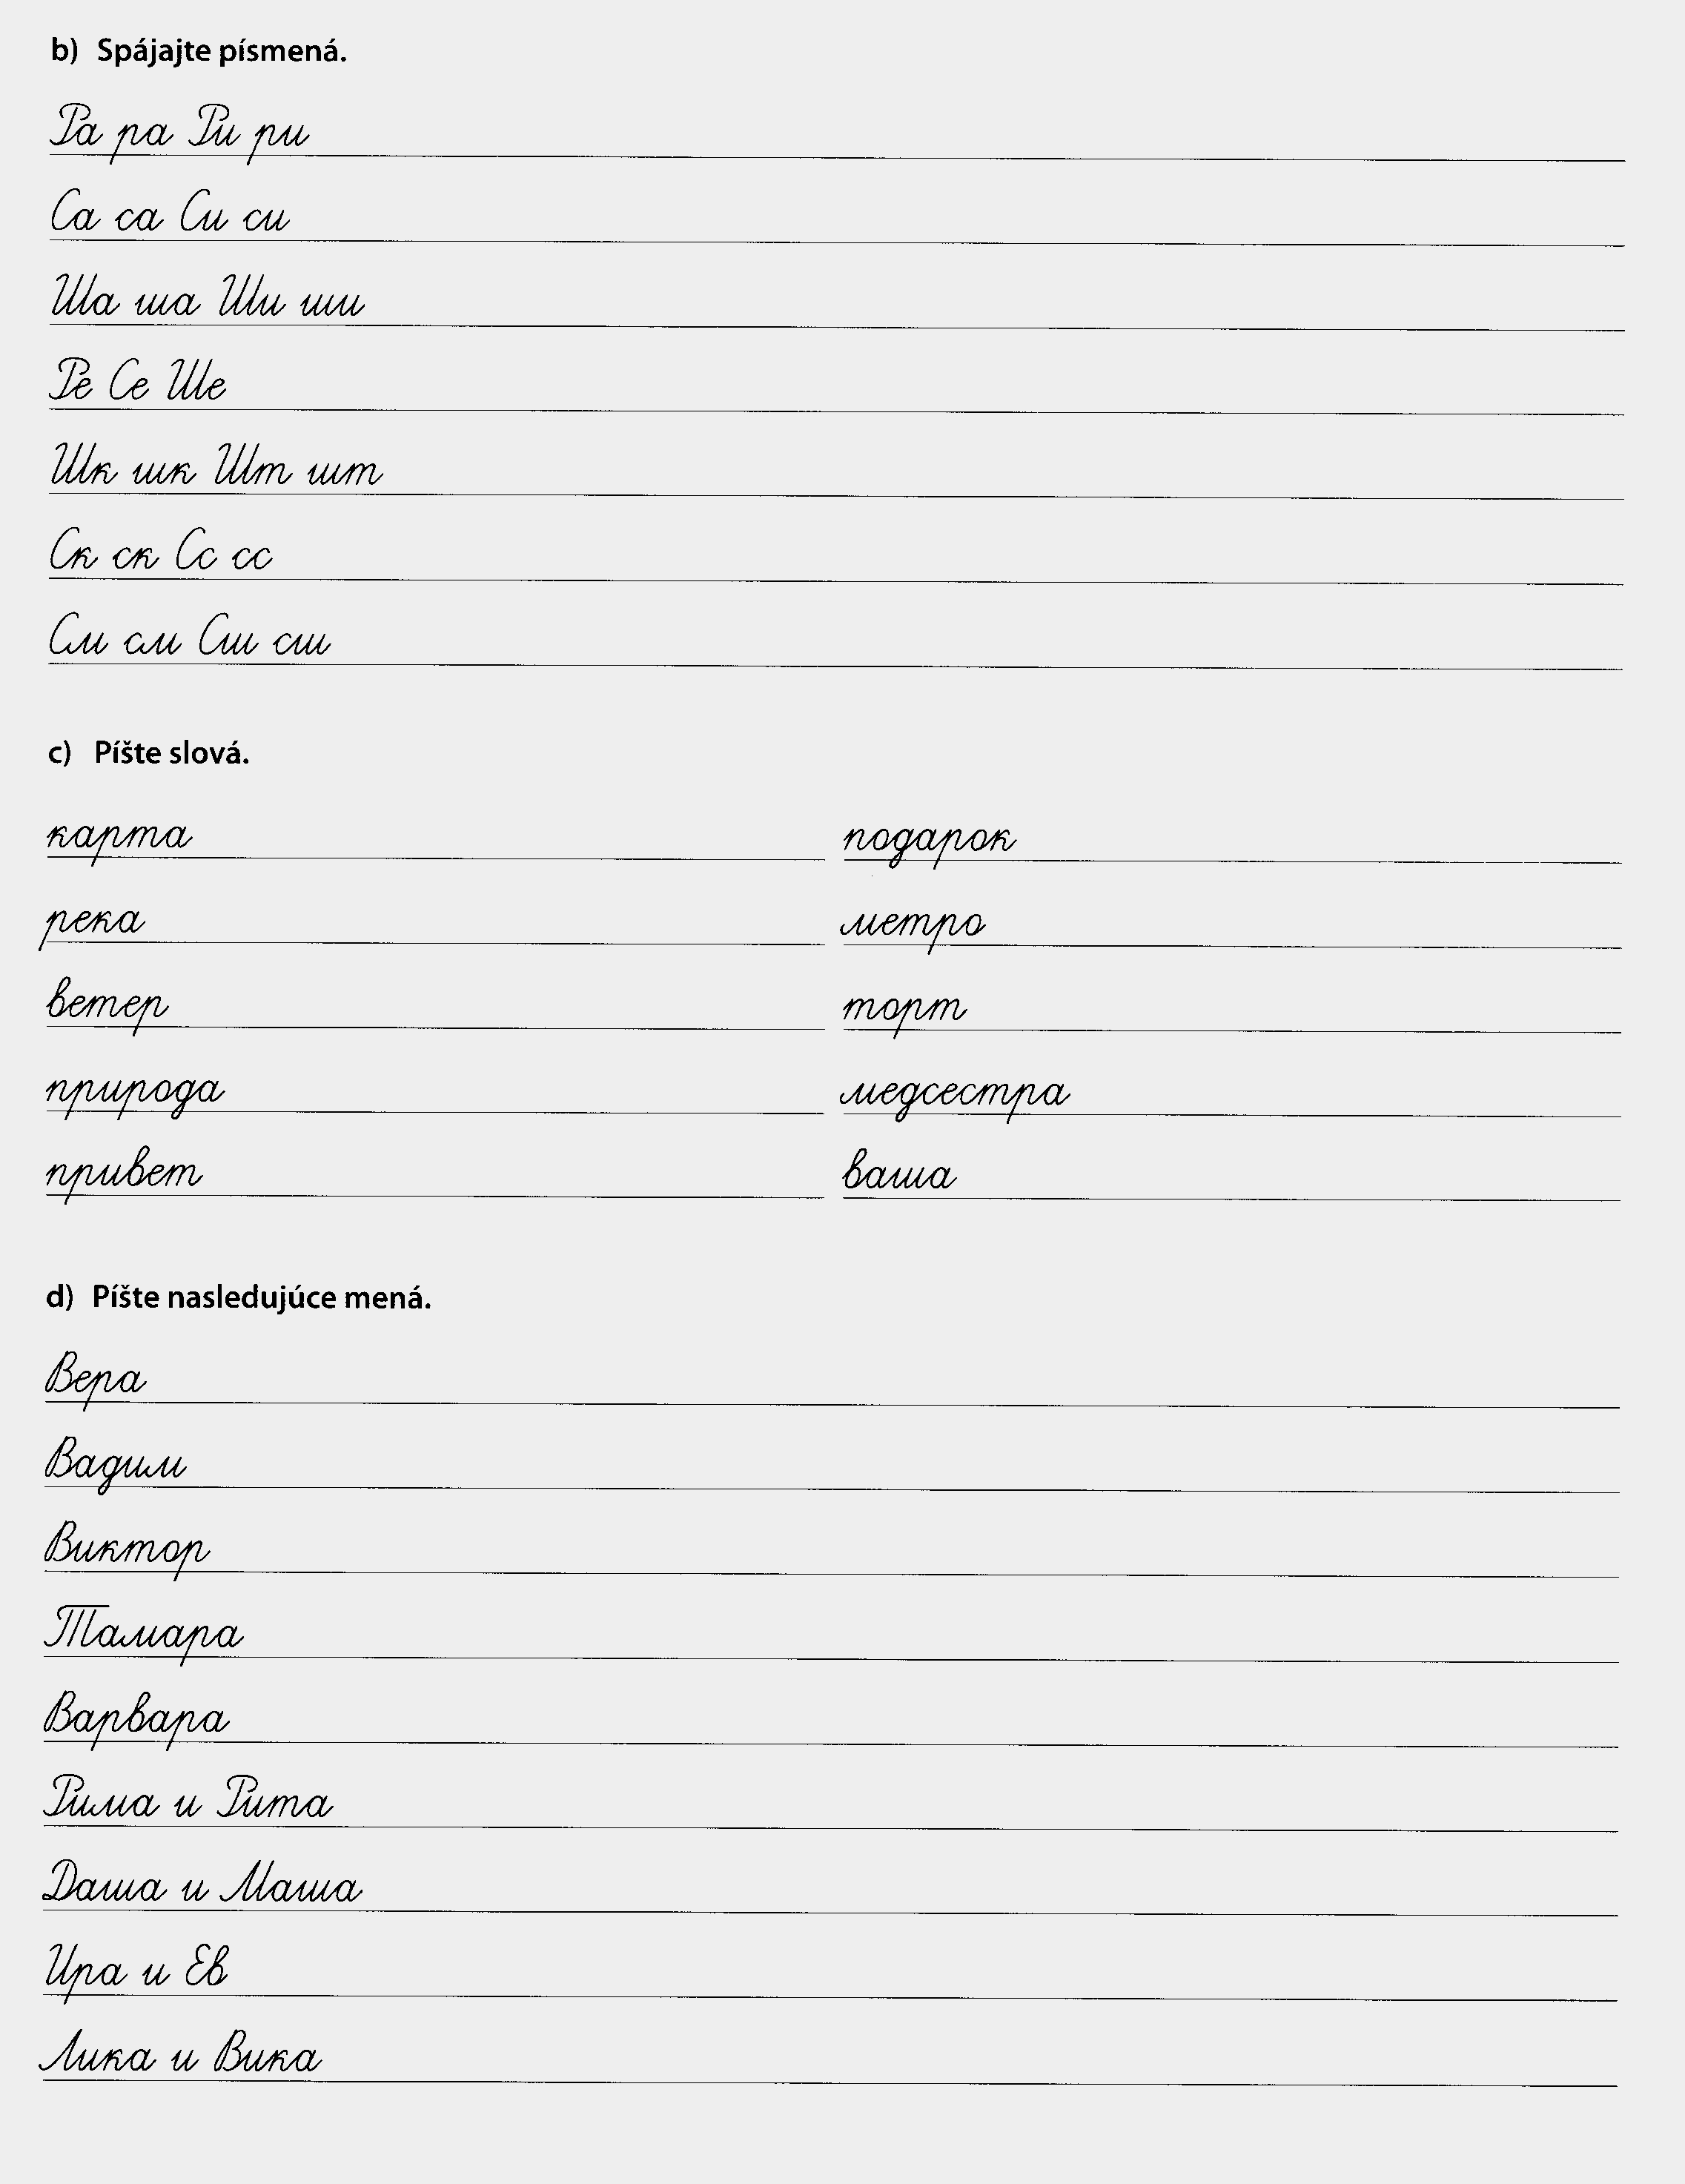 b) Spájajte písmená.
Ра ра Ри ри
Са са Си си
Ша ша Ши ши
Ре Се Ше
Шк шк Шт шт
Ск ск Сс сс
См см Сш сш
c) Píšte slová.
карта подарок
река метро
ветер торт
природа медсестра
привет ваша
d) Píšte nasledujúce mená.
Вера
Вадим
Виктор
Тамара
Варвара
Рима и Рита
Даша и Маша
Ира и Ев
Лика и Вика